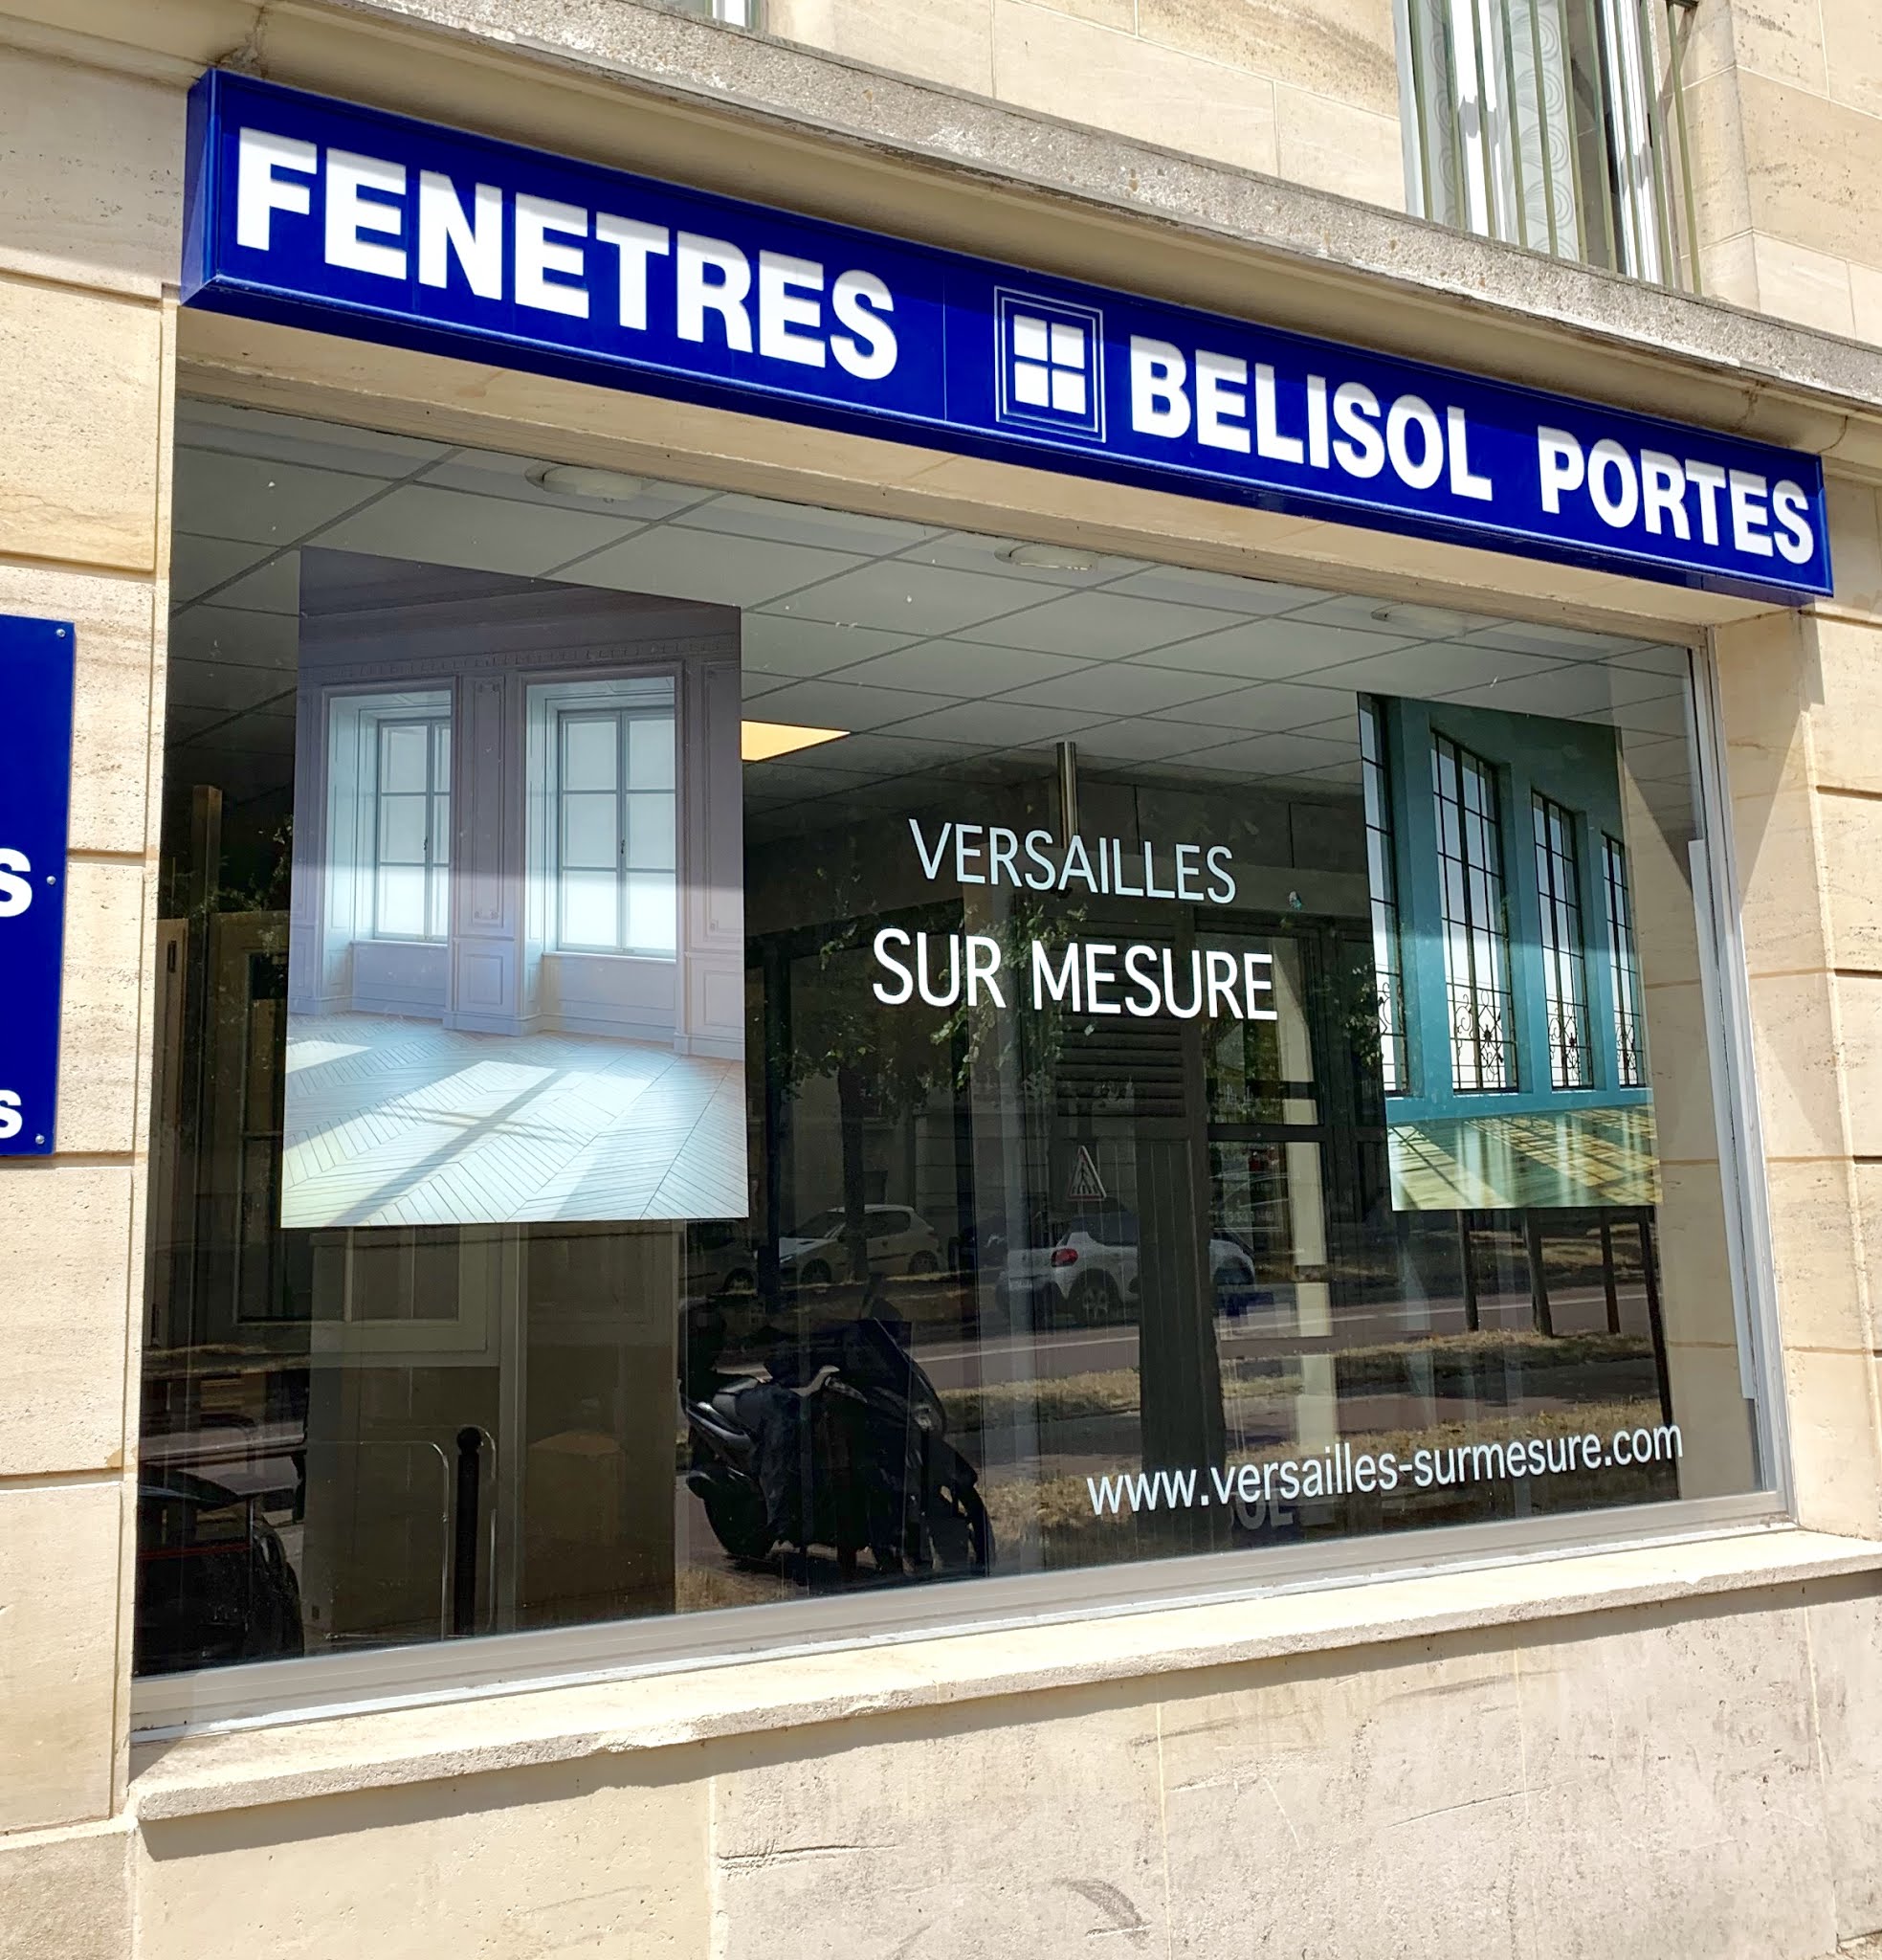 FENETRES BELISOL PORTES
VERSAILLES
SUR MESURE
www.versailles-surmesure.com
S
S